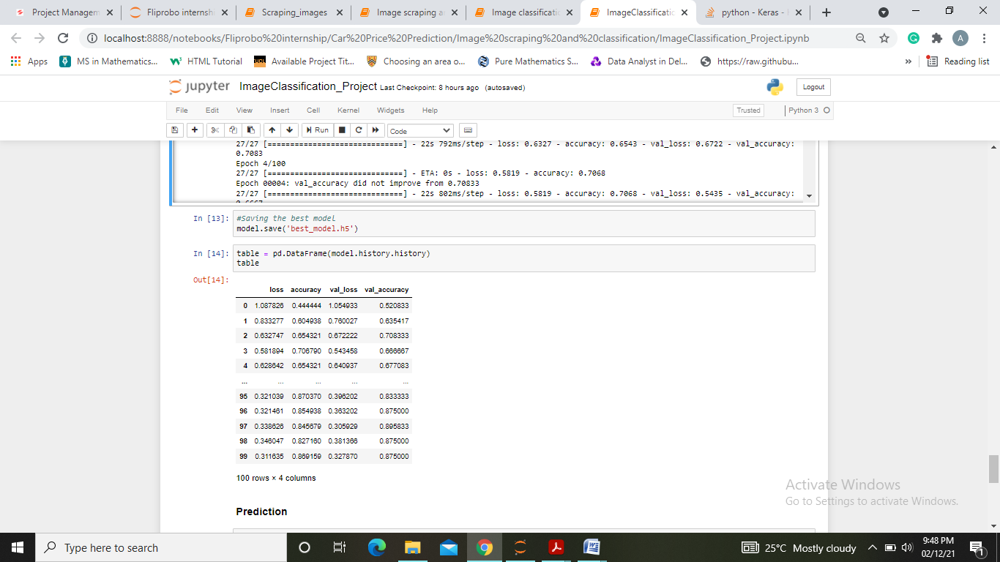 Project Managem
Fliprobo internsh
Scraping_images
Image scraping a
Image classificati
ImageClassificatic
python - Keras -
localhost:8888/notebooks/Fliprobo%20internship/Car%20Price%20Prediction/Image%20scraping%20and%20classification/ImageClassification_Project.ipynb
A
Apps
MS in Mathematics...
HTML Tutorial
Available Project Tit...
Choosing an area o...
Pure Mathematics S...
Data Analyst in Del...
https://raw.githubu...
»
Reading list
jupyter ImageClassification_Project Last Checkpoint: 8 hours ago (autosaved)
Logout
File Edit View Insert Cell Kernel Widgets Help
Trusted
Python 3
Run
Code
27/27 [==============================] - 22s 792ms/step - loss: 0.6327 - accuracy: 0.6543 - val_loss: 0.6722 - val_accuracy:
0.7083
Epoch 4/100
27/27 [==============================] - ETA: 0s - loss: 0.5819 - accuracy: 0.7068
Epoch 00004: val_accuracy did not improve from 0.70833
27/27 [==============================] - 22s 802ms/step - loss: 0.5819 - accuracy: 0.7068 - val_loss: 0.5435 - val_accuracy:
In [13]: #Saving the best model
model.save('best_model.h5')
In [14]: table = pd.DataFrame(model.history.history)
table
Out[14]:
loss accuracy val_loss val_accuracy
0 1.087826 0.444444 1.054933 0.520833
1 0.833277 0.604938 0.760027 0.635417
2 0.632747 0.654321 0.672222 0.708333
3 0.581894 0.706790 0.543458 0.666667
4 0.628642 0.654321 0.640937 0.677083
... ... ... ... ...
95 0.321039 0.870370 0.396202 0.833333
96 0.321461 0.854938 0.363202 0.875000
97 0.338626 0.845679 0.305929 0.895833
98 0.346047 0.827160 0.381366 0.875000
99 0.311635 0.869159 0.327870 0.875000
100 rows × 4 columns
Prediction
Activate Windows
Go to Settings to activate Windows.
Type here to search
25°C Mostly cloudy
9:48 PM
02/12/21
1